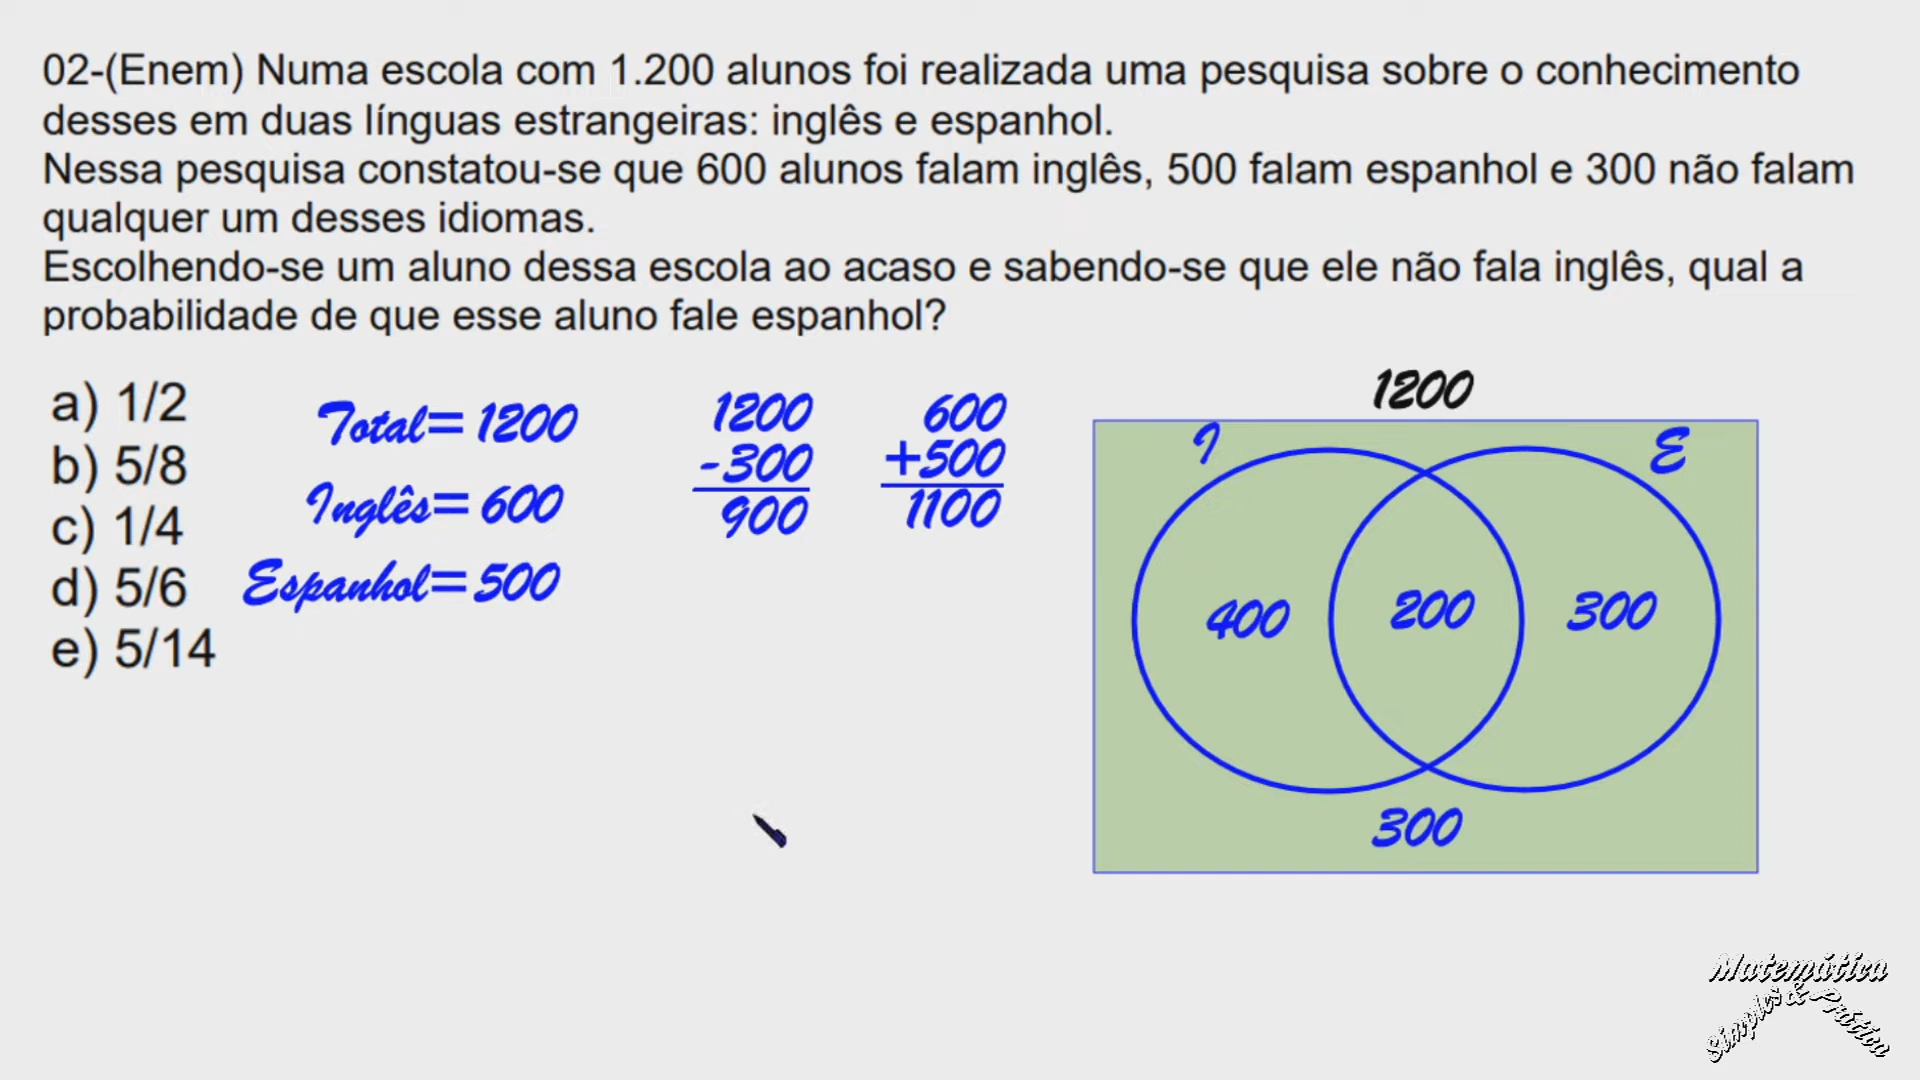 02-(Enem) Numa escola com 1.200 alunos foi realizada uma pesquisa sobre o conhecimento
desses em duas línguas estrangeiras: inglês e espanhol.
Nessa pesquisa constatou-se que 600 alunos falam inglês, 500 falam espanhol e 300 não falam
qualquer um desses idiomas.
Escolhendo-se um aluno dessa escola ao acaso e sabendo-se que ele não fala inglês, qual a
probabilidade de que esse aluno fale espanhol?
a) 1/2
b) 5/8
c) 1/4
d) 5/6
e) 5/14
Total= 1200
Inglês= 600
Espanhol= 500
1200
-300
900
600
+500
1100
1200
I
E
400
200
300
300
Matemática
Simples & Prática